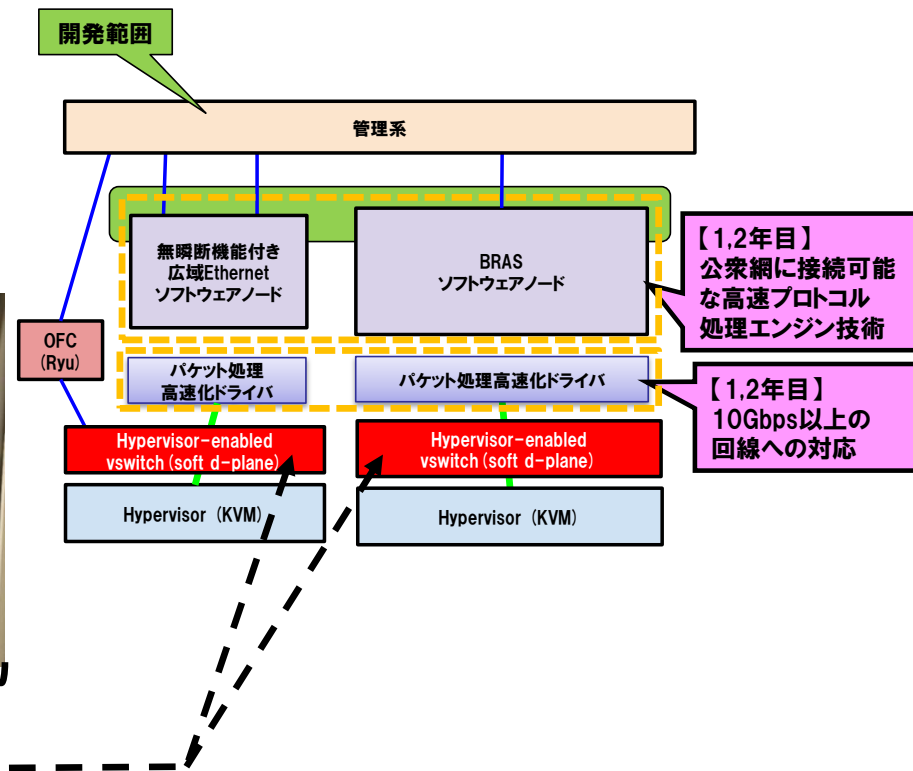 開発範囲
管理系
無瞬断機能付き
広域Ethernet
ソフトウェアノード
BRAS
ソフトウェアノード
【1,2年目】
公衆網に接続可能
な高速プロトコル
処理エンジン技術
OFC
(Ryu)
パケット処理
高速化ドライバ
パケット処理高速化ドライバ
【1,2年目】
10Gbps以上の
回線への対応
Hypervisor-enabled
vswitch(soft d-plane)
Hypervisor-enabled
vswitch(soft d-plane)
Hypervisor (KVM)
Hypervisor (KVM)